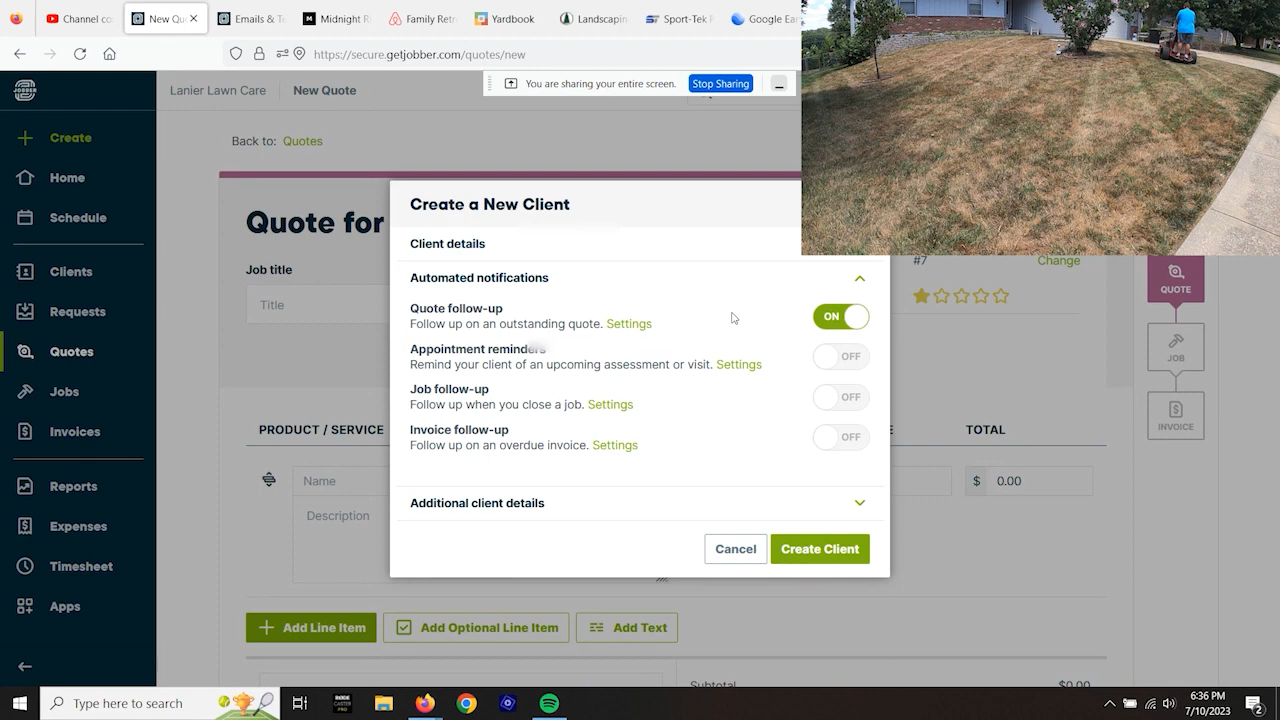 New Qu
Emails & T
Midnight
Family Retr
Yardbook
Landscapin
Sport-Tek F
Google Ear
https://secure.getjobber.com/quotes/new
You are sharing your entire screen. Stop Sharing
JOBBER
Lanier Lawn Care New Quote
Create
Home
Schedule
Clients
Requests
Quotes
Jobs
Invoices
Reports
Expenses
Timesheet
Apps
Back to: Quotes
Quote for
Job title
Title
#7
Change
Create a New Client
Client details
Automated notifications
Quote follow-up
Follow up on an outstanding quote. Settings
ON
Appointment reminders
Remind your client of an upcoming assessment or visit. Settings
OFF
Job follow-up
Follow up when you close a job. Settings
OFF
Invoice follow-up
Follow up on an overdue invoice. Settings
OFF
Additional client details
Cancel
Create Client
QUOTE
JOB
INVOICE
PRODUCT / SERVICE
TOTAL
Name
$ 0.00
Description
Add Line Item
Add Optional Line Item
Add Text
Subtotal
$0.00
Type here to search
RODE
CASTER
PRO
6:36 PM
7/10/2023
2